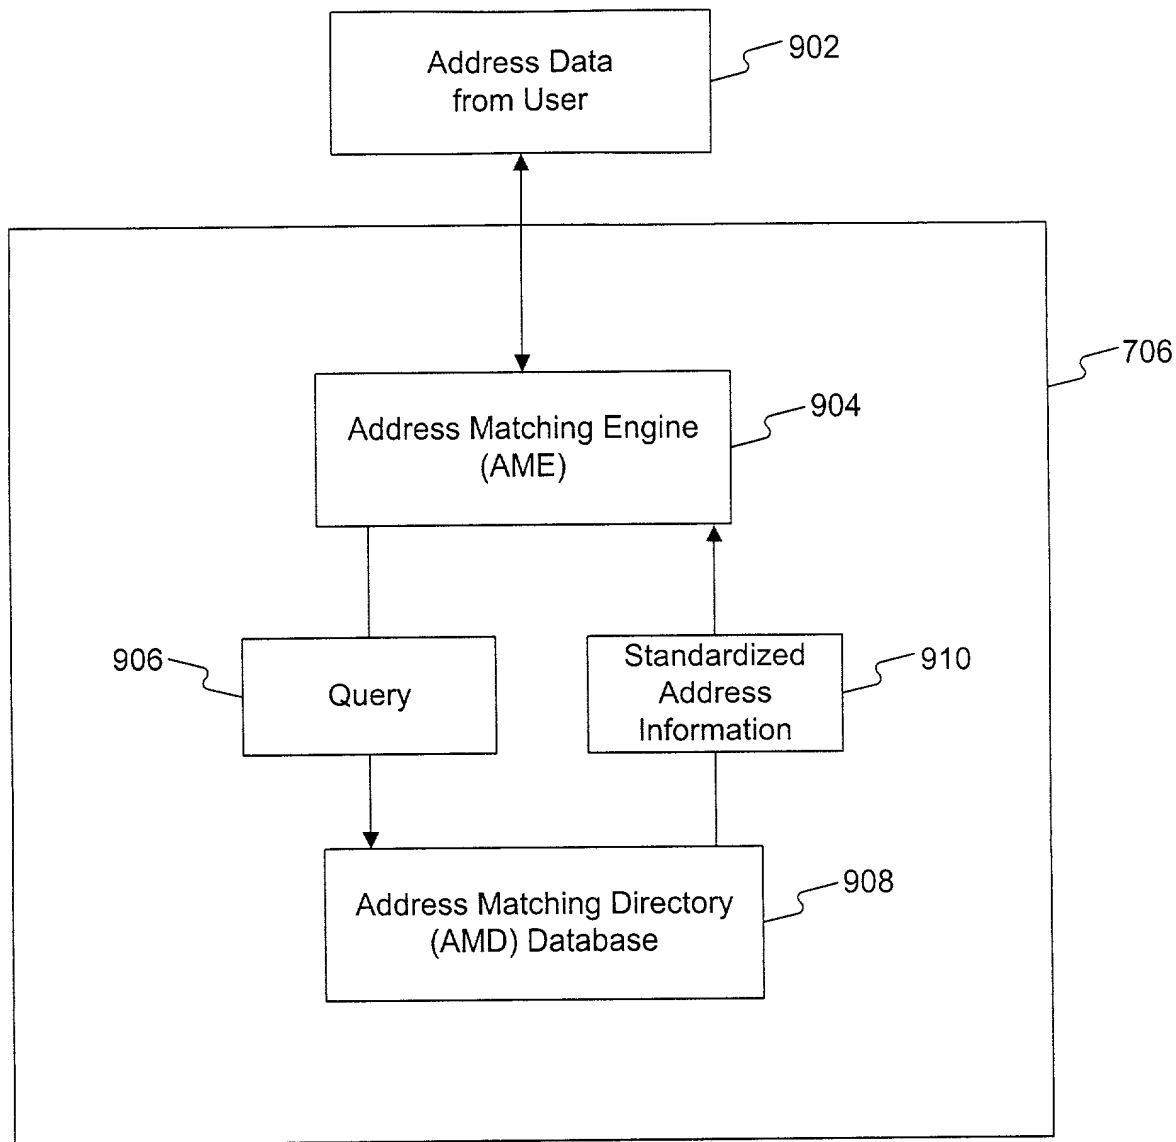 Address Data
from User
902
706
Address Matching Engine
(AME)
904
906
Query
Standardized
Address
Information
910
Address Matching Directory
(AMD) Database
908